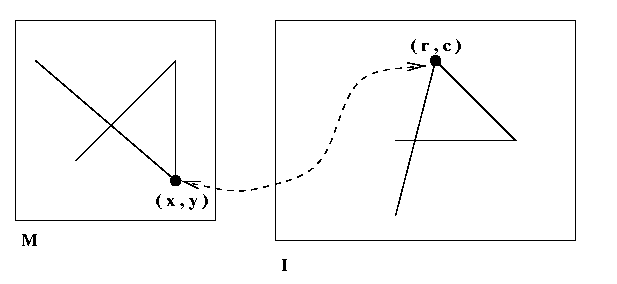 (r,c)
(x,y)
M
I